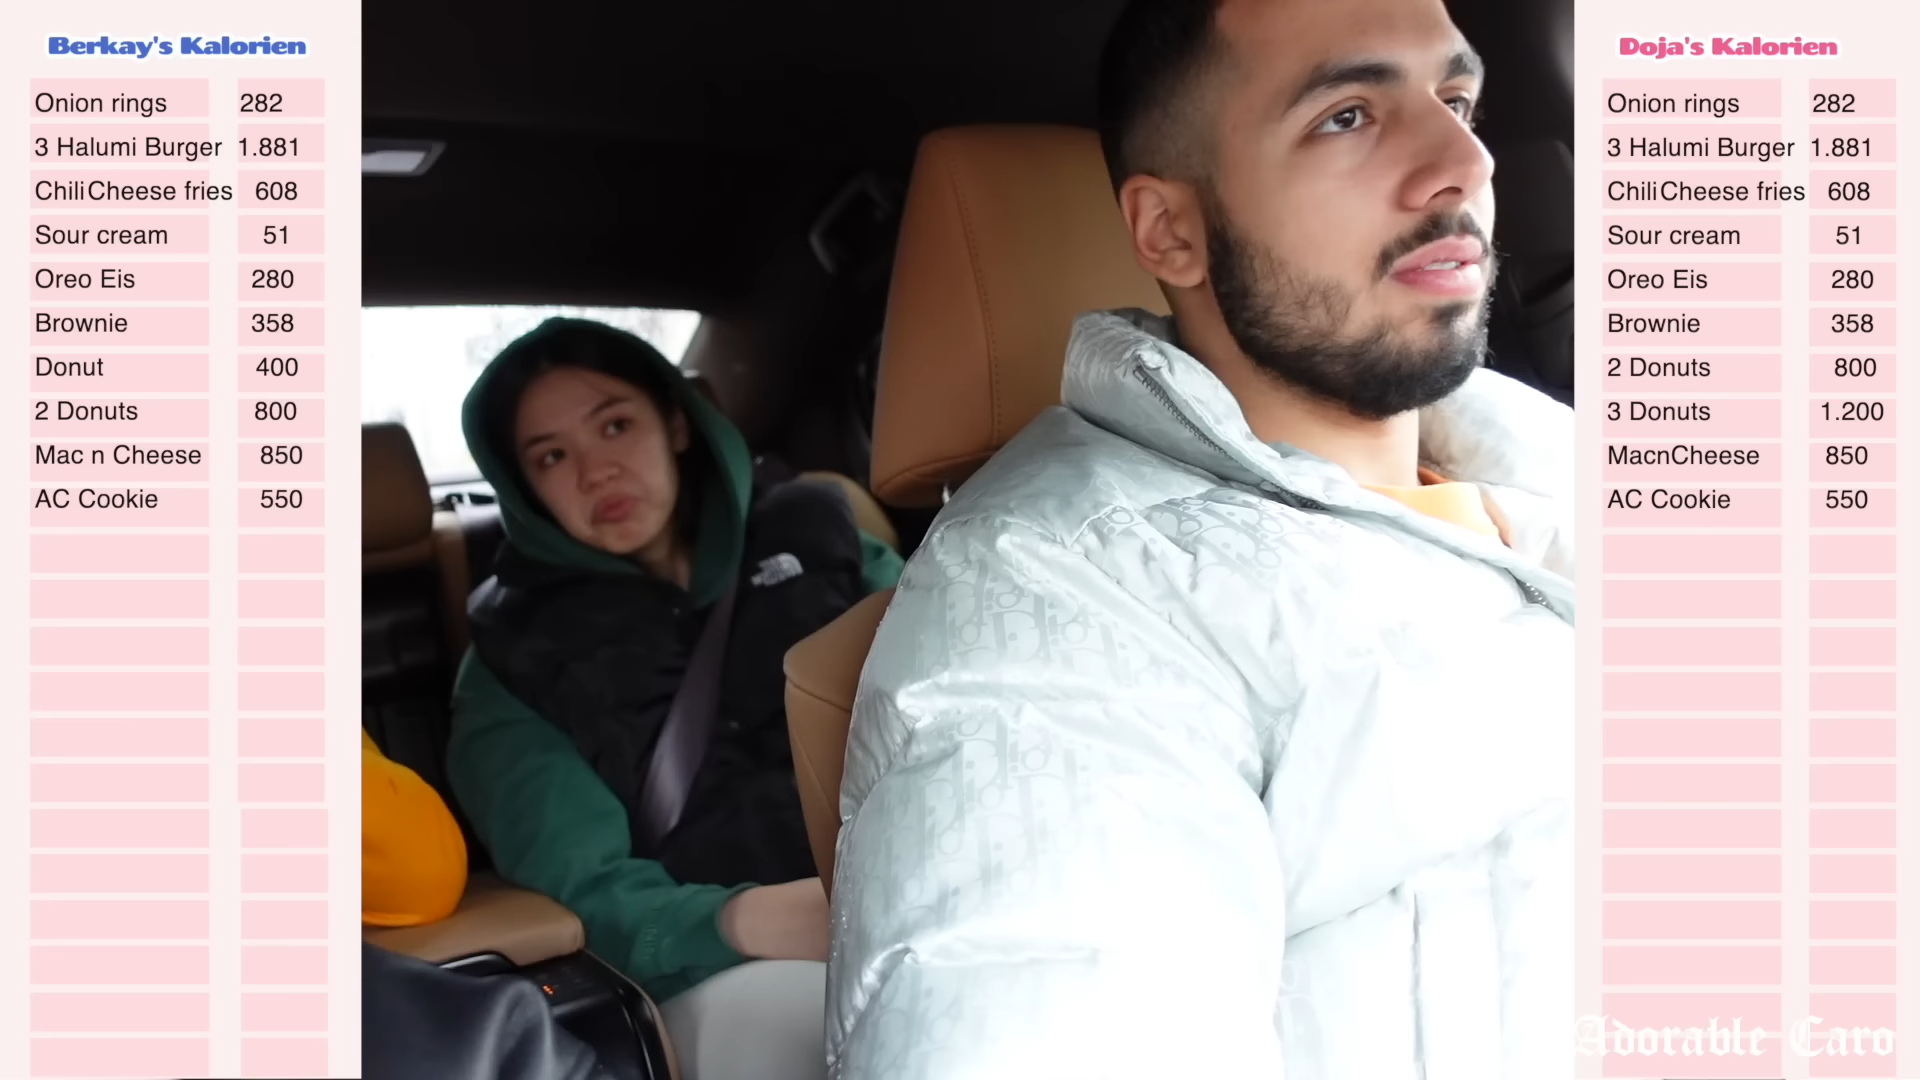 Berkay's Kalorien
Onion rings 282
3 Halumi Burger 1.881
Chili Cheese fries 608
Sour cream 51
Oreo Eis 280
Brownie 358
Donut 400
2 Donuts 800
Mac n Cheese 850
AC Cookie 550
THE NORTH FACE
Doja's Kalorien
Onion rings 282
3 Halumi Burger 1.881
Chili Cheese fries 608
Sour cream 51
Oreo Eis 280
Brownie 358
2 Donuts 800
3 Donuts 1.200
MacnCheese 850
AC Cookie 550
Adorable Caro